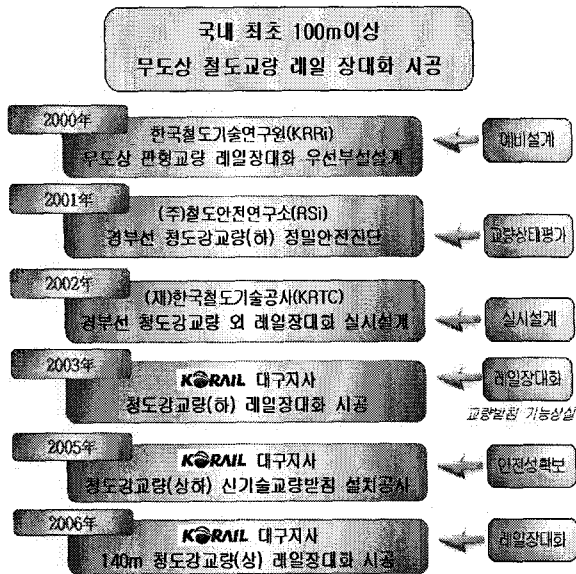 국내 최초 100m이상
무도상 철도교량 레일 장대화 시공
2000年
한국철도기술연구원(KRRi)
무도상 판형교량 레일장대화 우선부설설계
예비설계
2001年
(주)철도안전연구소(RSi)
경부선 청도강교량(하) 정밀안전진단
교량상태평가
2002年
(재)한국철도기술공사(KRTC)
경부선 청도강교량 외 레일장대화 실시설계
실시설계
2003年
KORAIL 대구지사
청도강교량(하) 레일장대화 시공
레일장대화
교량받침 기능상실
2005年
KORAIL 대구지사
청도강교량(상하) 신기술교량받침 설치공사
안전성확보
2006年
KORAIL 대구지사
140m 청도강교량(상) 레일장대화 시공
레일장대화